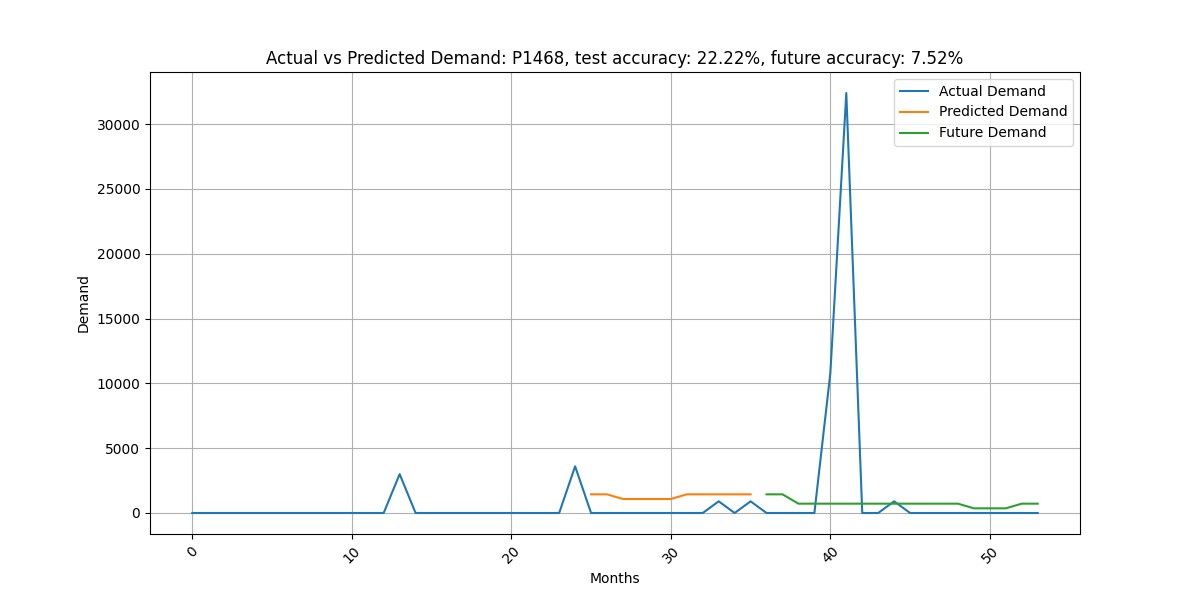 Actual vs Predicted Demand: P1468, test accuracy: 22.22%, future accuracy: 7.52%
Actual Demand
Predicted Demand
Future Demand
30000
25000
20000
15000
10000
5000
0
Demand
0
10
20
30
40
50
Months